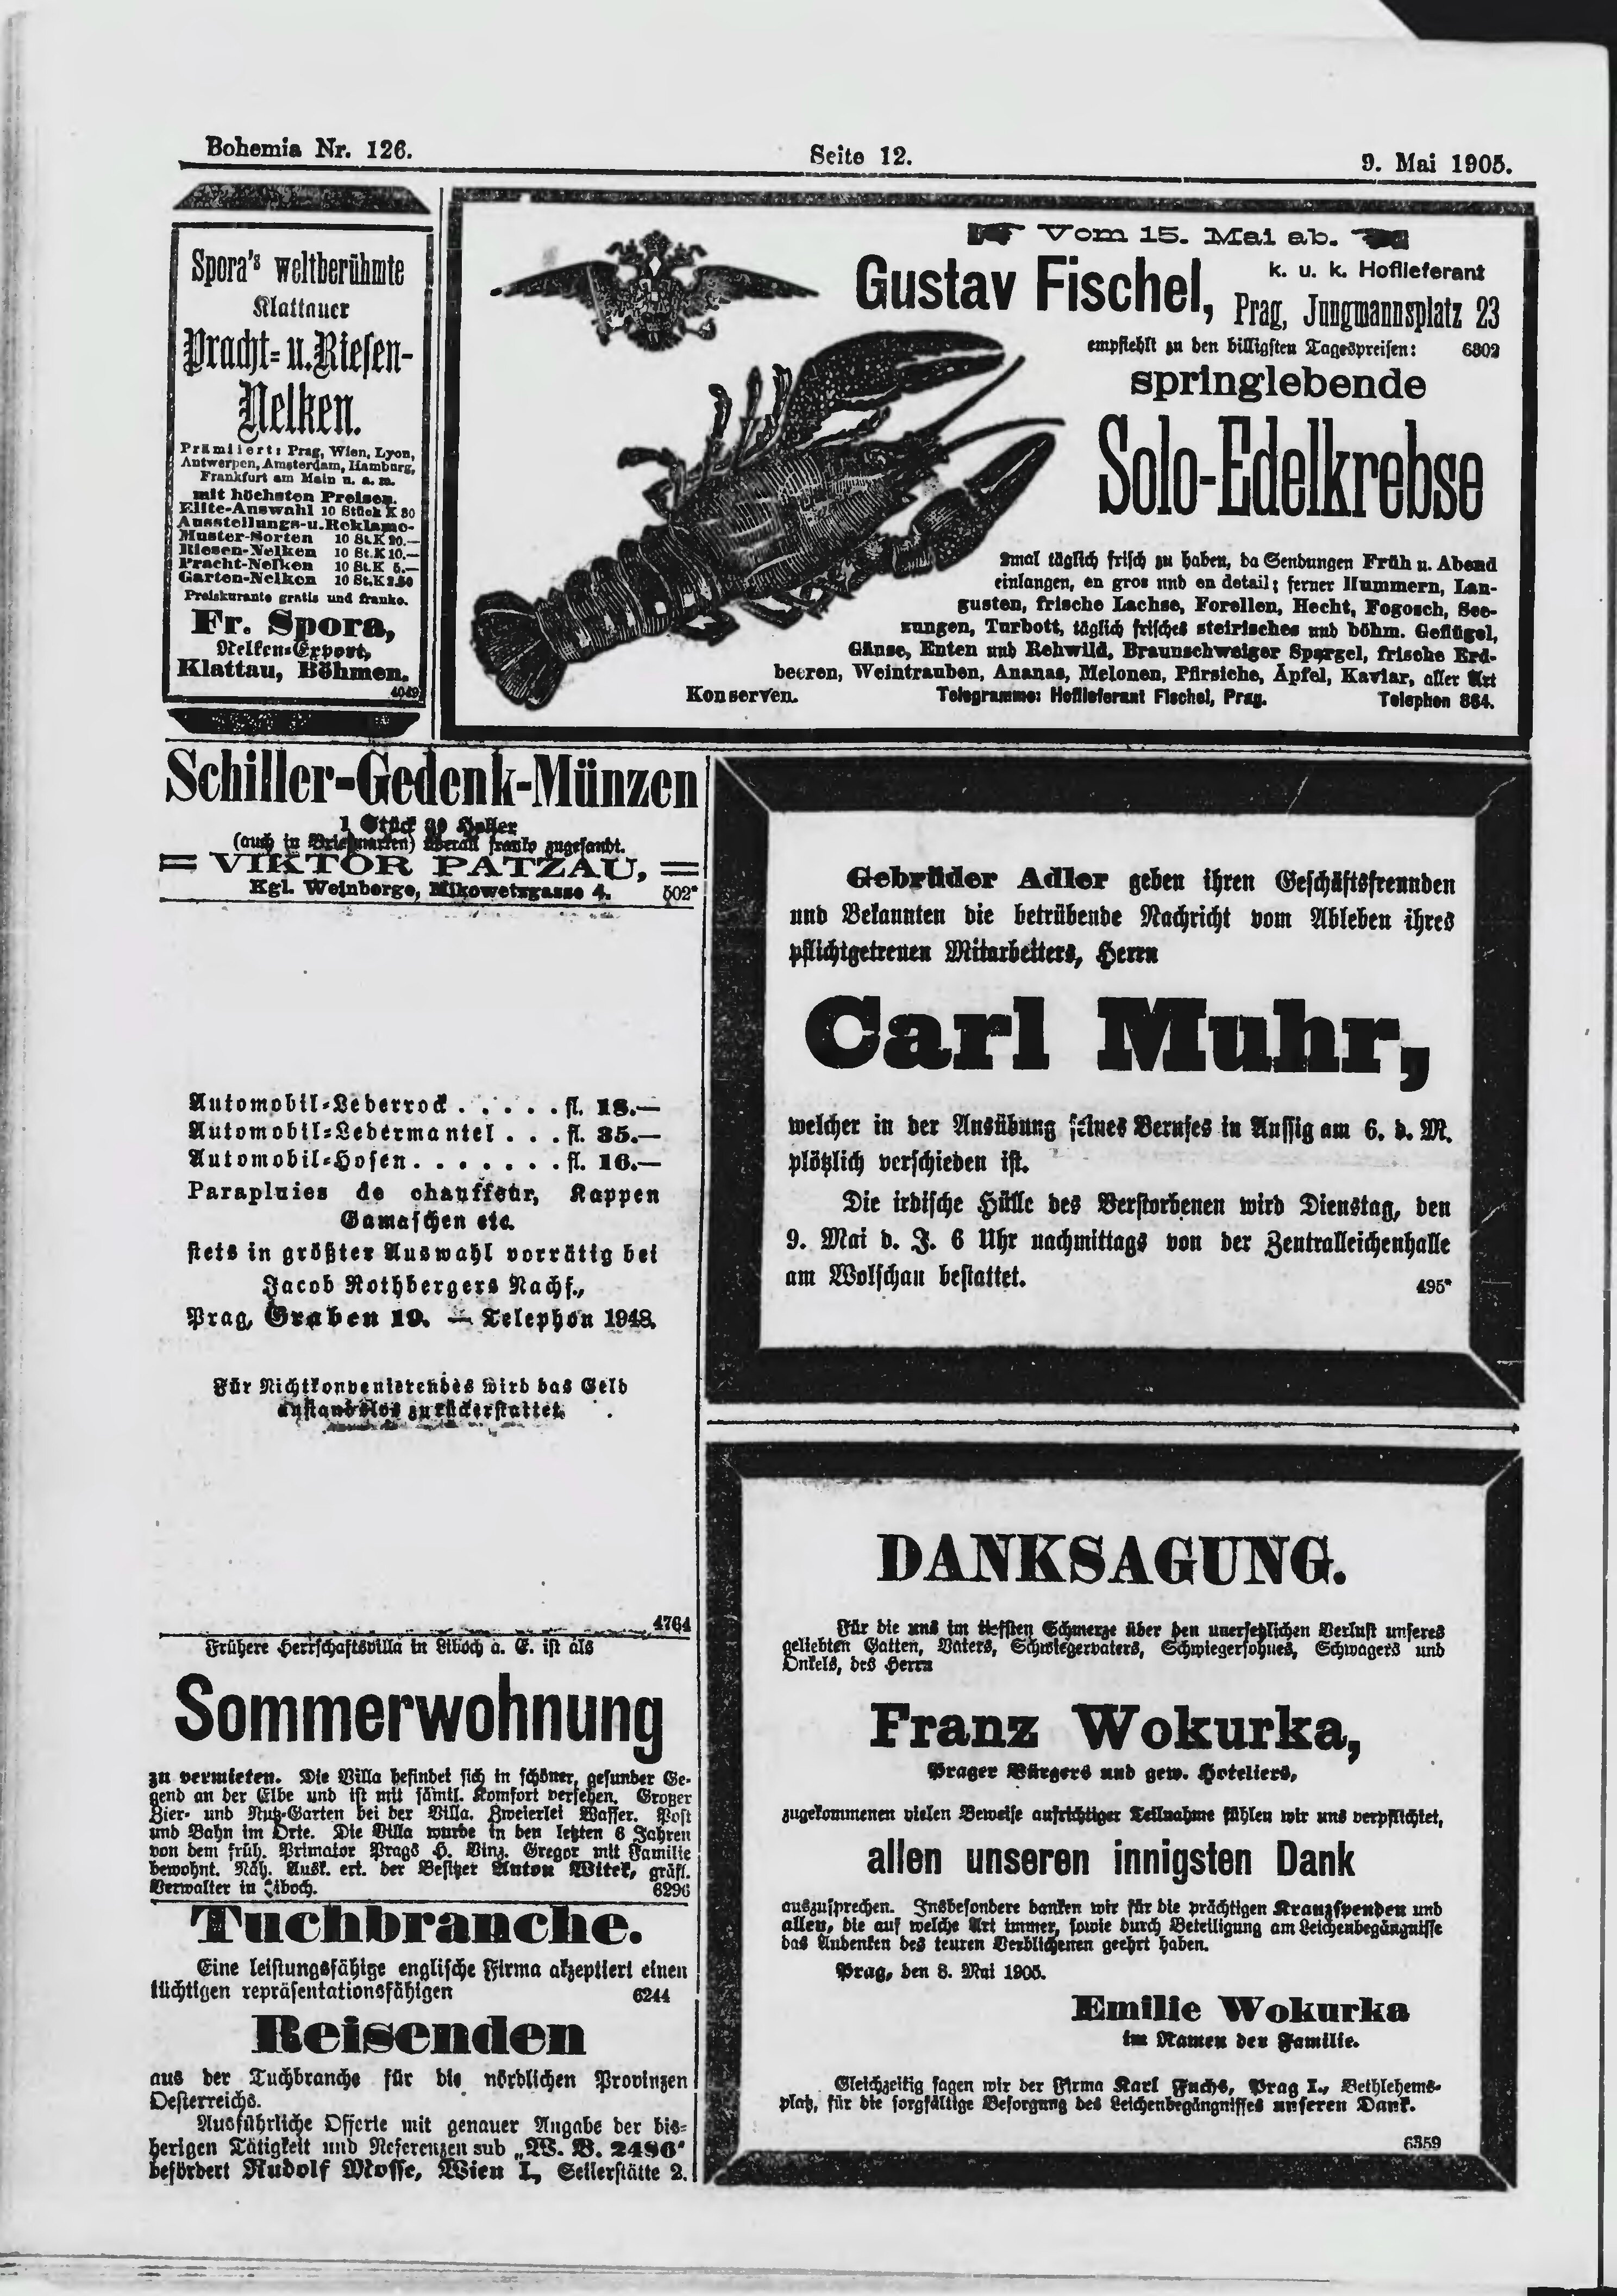 Bohemia Nr. 126.
Seite 12.
9. Mai 1905.
Spora's weltberühmte
Klattauer
Pracht- u. Riesen-
Nelken.
Prämiiert: Prag, Wien, Lyon,
Antwerpen, Amsterdam, Hamburg,
Frankfurt am Main u. a. m.
mit höchsten Preisen.
Elite-Auswahl 10 Stück K 30
Ausstellungs-u. Reklame-
Muster-Sorten 10 St. K 20.—
Riesen-Nelken 10 St. K 10.—
Pracht-Nelken 10 St. K 5.—
Garten-Nelken 10 St. K 2.50
Preiskurante gratis und franko.
Fr. Spora,
Nelken-Export,
Klattau, Böhmen.
4049
Vom 15. Mai ab.
Gustav Fischel, k. u. k. Hoflieferant
Prag, Jungmannsplatz 23
empfiehlt zu den billigsten Tagespreisen: 6302
springlebende
Solo-Edelkrebse
2mal täglich frisch zu haben, da Sendungen Früh u. Abend
einlangen, en gros und en detail; ferner Hummern, Lan-
gusten, frische Lachse, Forellen, Hecht, Fogosch, See-
zungen, Turbott, täglich frisches steirisches und böhm. Geflügel,
Gänse, Enten und Rehwild, Braunschweiger Spargel, frische Erd-
beeren, Weintrauben, Ananas, Melonen, Pfirsiche, Äpfel, Kaviar, aller Art
Konserven. Telegramme: Hoflieferant Fischel, Prag. Telephon 864.
Schiller-Gedenk-Münzen
1 Stück 30 Heller
(auch in Briefmarken) überall franko zugesandt.
= VIKTOR PATZAU, =
Kgl. Weinberge, Mikowetzgasse 4. 502*
Automobil-Leberrock . . . . . fl. 18.—
Automobil-Ledermantel . . . fl. 35.—
Automobil-Hosen . . . . . . . fl. 16.—
Parapluies de chauffeur, Kappen
Gamaschen etc.
stets in größter Auswahl vorrätig bei
Jacob Rothbergers Nachf.,
Prag, Graben 19. — Telephon 1948.
Für Nichtkonvenierendes wird das Geld
anstandslos zurückerstattet.
4764
Frühere Herrschaftsvilla in Liboch a. E. ist als
Sommerwohnung
zu vermieten. Die Villa befindet sich in schöner, gesunder Ge-
gend an der Elbe und ist mit sämtl. Komfort versehen. Großer
Zier- und Nutz-Garten bei der Villa. Zweierlei Wasser. Post
und Bahn im Orte. Die Villa wurde in den letzten 6 Jahren
von dem früh. Primator Prags H. Vinz. Gregor mit Familie
bewohnt. Näh. Ausk. ert. der Besitzer Anton Witek, gräfl.
Verwalter in Liboch. 6296
Tuchbranche.
Eine leistungsfähige englische Firma akzeptiert einen
tüchtigen repräsentationsfähigen 6244
Reisenden
aus der Tuchbranche für die nördlichen Provinzen
Oesterreichs.
Ausführliche Offerte mit genauer Angabe der bis-
herigen Tätigkeit und Referenzen sub „W. B. 2486“
befördert Rudolf Mosse, Wien I., Seilerstätte 2.
Gebrüder Adler geben ihren Geschäftsfreunden
und Bekannten die betrübende Nachricht vom Ableben ihres
pflichtgetreuen Mitarbeiters, Herrn
Carl Muhr,
welcher in der Ausübung seines Berufes in Aussig am 6. d. M.
plötzlich verschieden ist.
Die irdische Hülle des Verstorbenen wird Dienstag, den
9. Mai d. J. 6 Uhr nachmittags von der Zentralleichenhalle
am Wolschan bestattet. 495*
DANKSAGUNG.
Für die uns im tiefsten Schmerze über den unersetzlichen Verlust unseres
geliebten Gatten, Vaters, Schwiegervaters, Schwiegersohnes, Schwagers und
Onkels, des Herrn
Franz Wokurka,
Prager Bürgers und gew. Hoteliers,
zugekommenen vielen Beweise aufrichtiger Teilnahme fühlen wir uns verpflichtet,
allen unseren innigsten Dank
auszusprechen. Insbesondere danken wir für die prächtigen Kranzspenden und
allen, die auf welche Art immer, sowie durch Beteiligung am Leichenbegängnisse
das Andenken des teuren Verblichenen geehrt haben.
Prag, den 8. Mai 1905.
Emilie Wokurka
im Namen der Familie.
Gleichzeitig sagen wir der Firma Karl Fuchs, Prag I., Bethlehems-
platz, für die sorgfältige Besorgung des Leichenbegängnisses unseren Dank.
6359